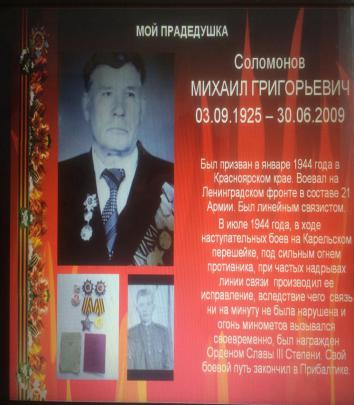 МОЙ ПРАДЕДУШКА
Соломонов
МИХАИЛ ГРИГОРЬЕВИЧ
03.09.1925 – 30.06.2009
Был призван в январе 1944 года в
Красноярском крае. Воевал на
Ленинградском фронте в составе 21
Армии. Был линейным связистом.
В июле 1944 года, в ходе
наступательных боев на Карельском
перешейке, под сильным огнем
противника, при частых надрывах
линии связи производил ее
исправление, вследствие чего связь
ни на минуту не была нарушена и
огонь минометов вызывался
своевременно, был награжден
Орденом Славы III Степени. Свой
боевой путь закончил в Прибалтике.